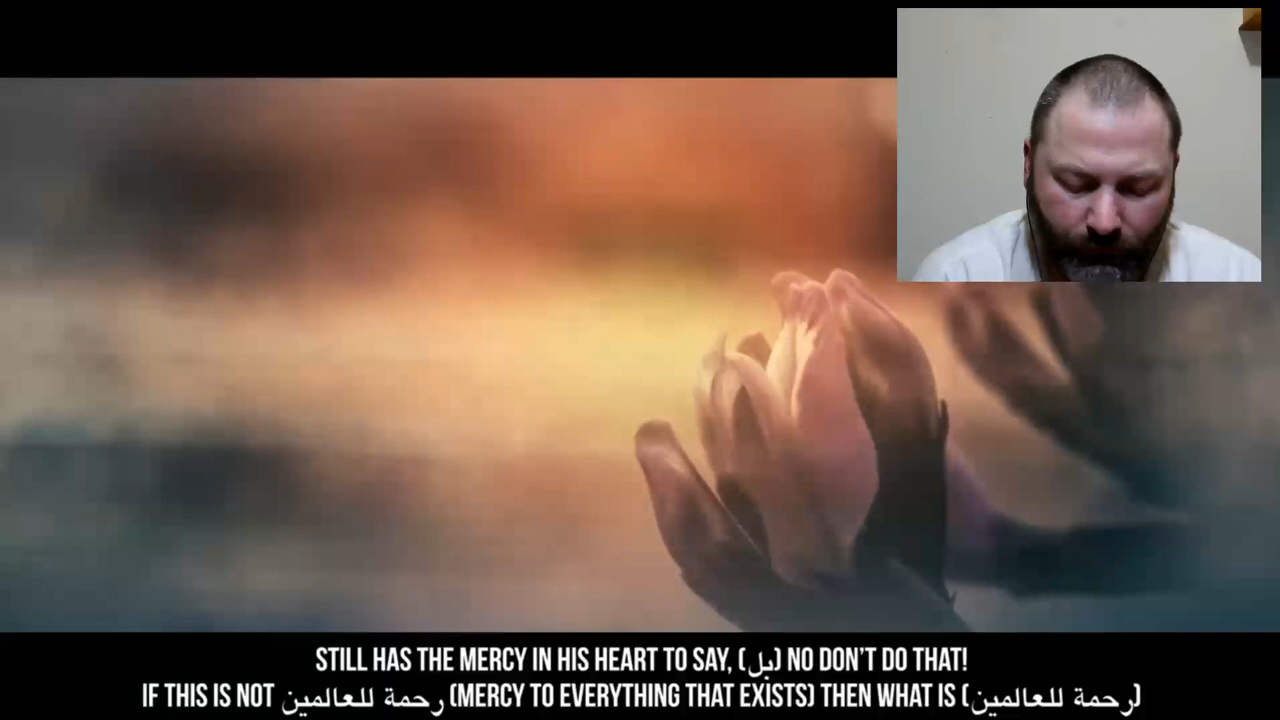 STILL HAS THE MERCY IN HIS HEART TO SAY, (بل) NO DON'T DO THAT!
IF THIS IS NOT رحمة للعالمين (MERCY TO EVERYTHING THAT EXISTS) THEN WHAT IS (رحمة للعالمين)